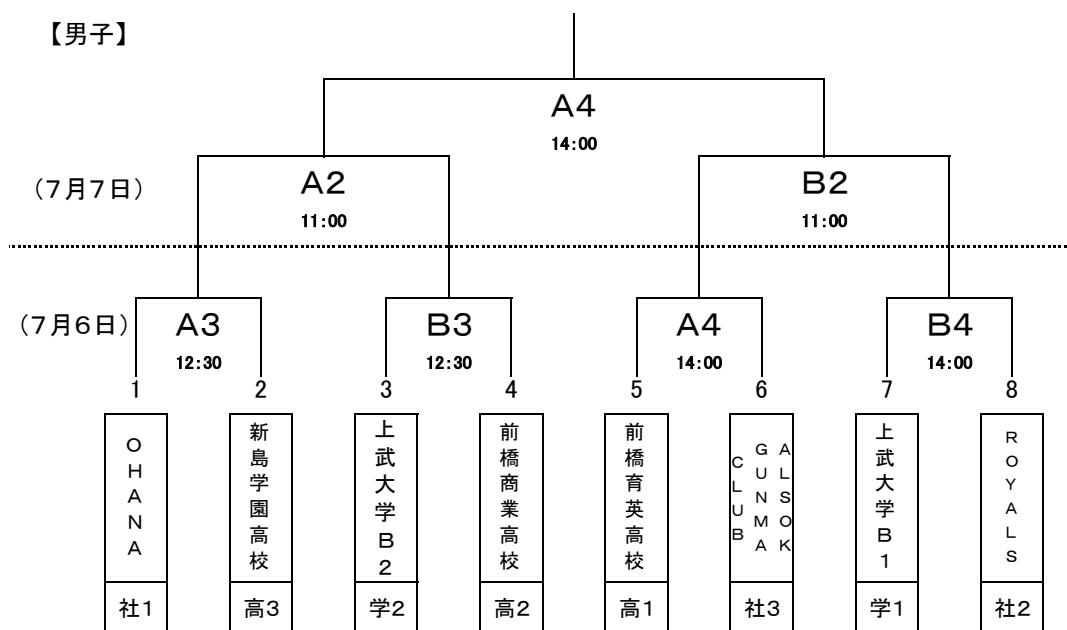 【男子】
A4
14:00
(7月7日)
A2
11:00
B2
11:00
(7月6日)
A3
12:30
B3
12:30
A4
14:00
B4
14:00
1
2
3
4
5
6
7
8
OHANA
新島学園高校
上武大学B2
前橋商業高校
前橋育英高校
ALSOK
GUNMA
CLUB
上武大学B1
ROYALS
社1
高3
学2
高2
高1
社3
学1
社2